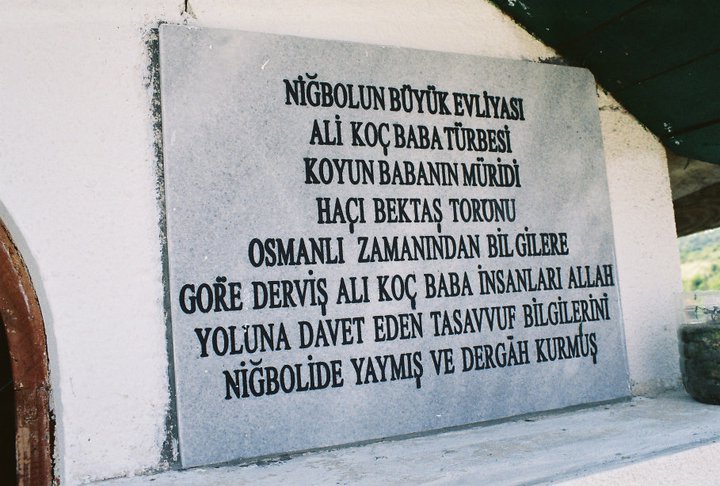 NİĞBOLUN BÜYÜK EVLİYASI
ALİ KOÇ BABA TÜRBESİ
KOYUN BABANIN MÜRİDİ
HAÇI BEKTAŞ TORUNU
OSMANLI ZAMANINDAN BİLGİLERE
GÖRE DERVİŞ ALI KOÇ BABA İNSANLARI ALLAH
YOLUNA DAVET EDEN TASAVVUF BİLGİLERİNİ
NİĞBOLİDE YAYMIŞ VE DERGÂH KURMUŞ